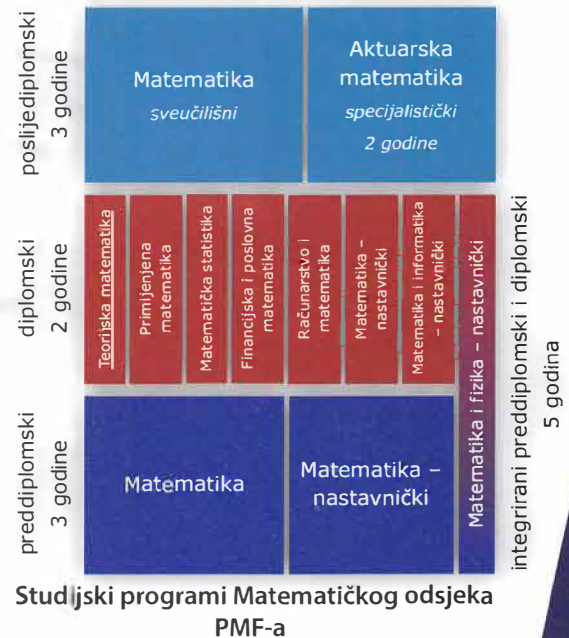 poslijediplomski
3 godine
Matematika
sveučilišni
Aktuarska
matematika
specijalistički
2 godine
diplomski
2 godine
Teorijska matematika
Primijenjena
matematika
Matematička statistika
Financijska i poslovna
matematika
Računarstvo i
matematika
Matematika –
nastavnički
Matematika i informatika
– nastavnički
Matematika i fizika – nastavnički
preddiplomski
3 godine
Matematika
Matematika –
nastavnički
integrirani preddiplomski i diplomski
5 godina
Studijski programi Matematičkog odsjeka
PMF-a